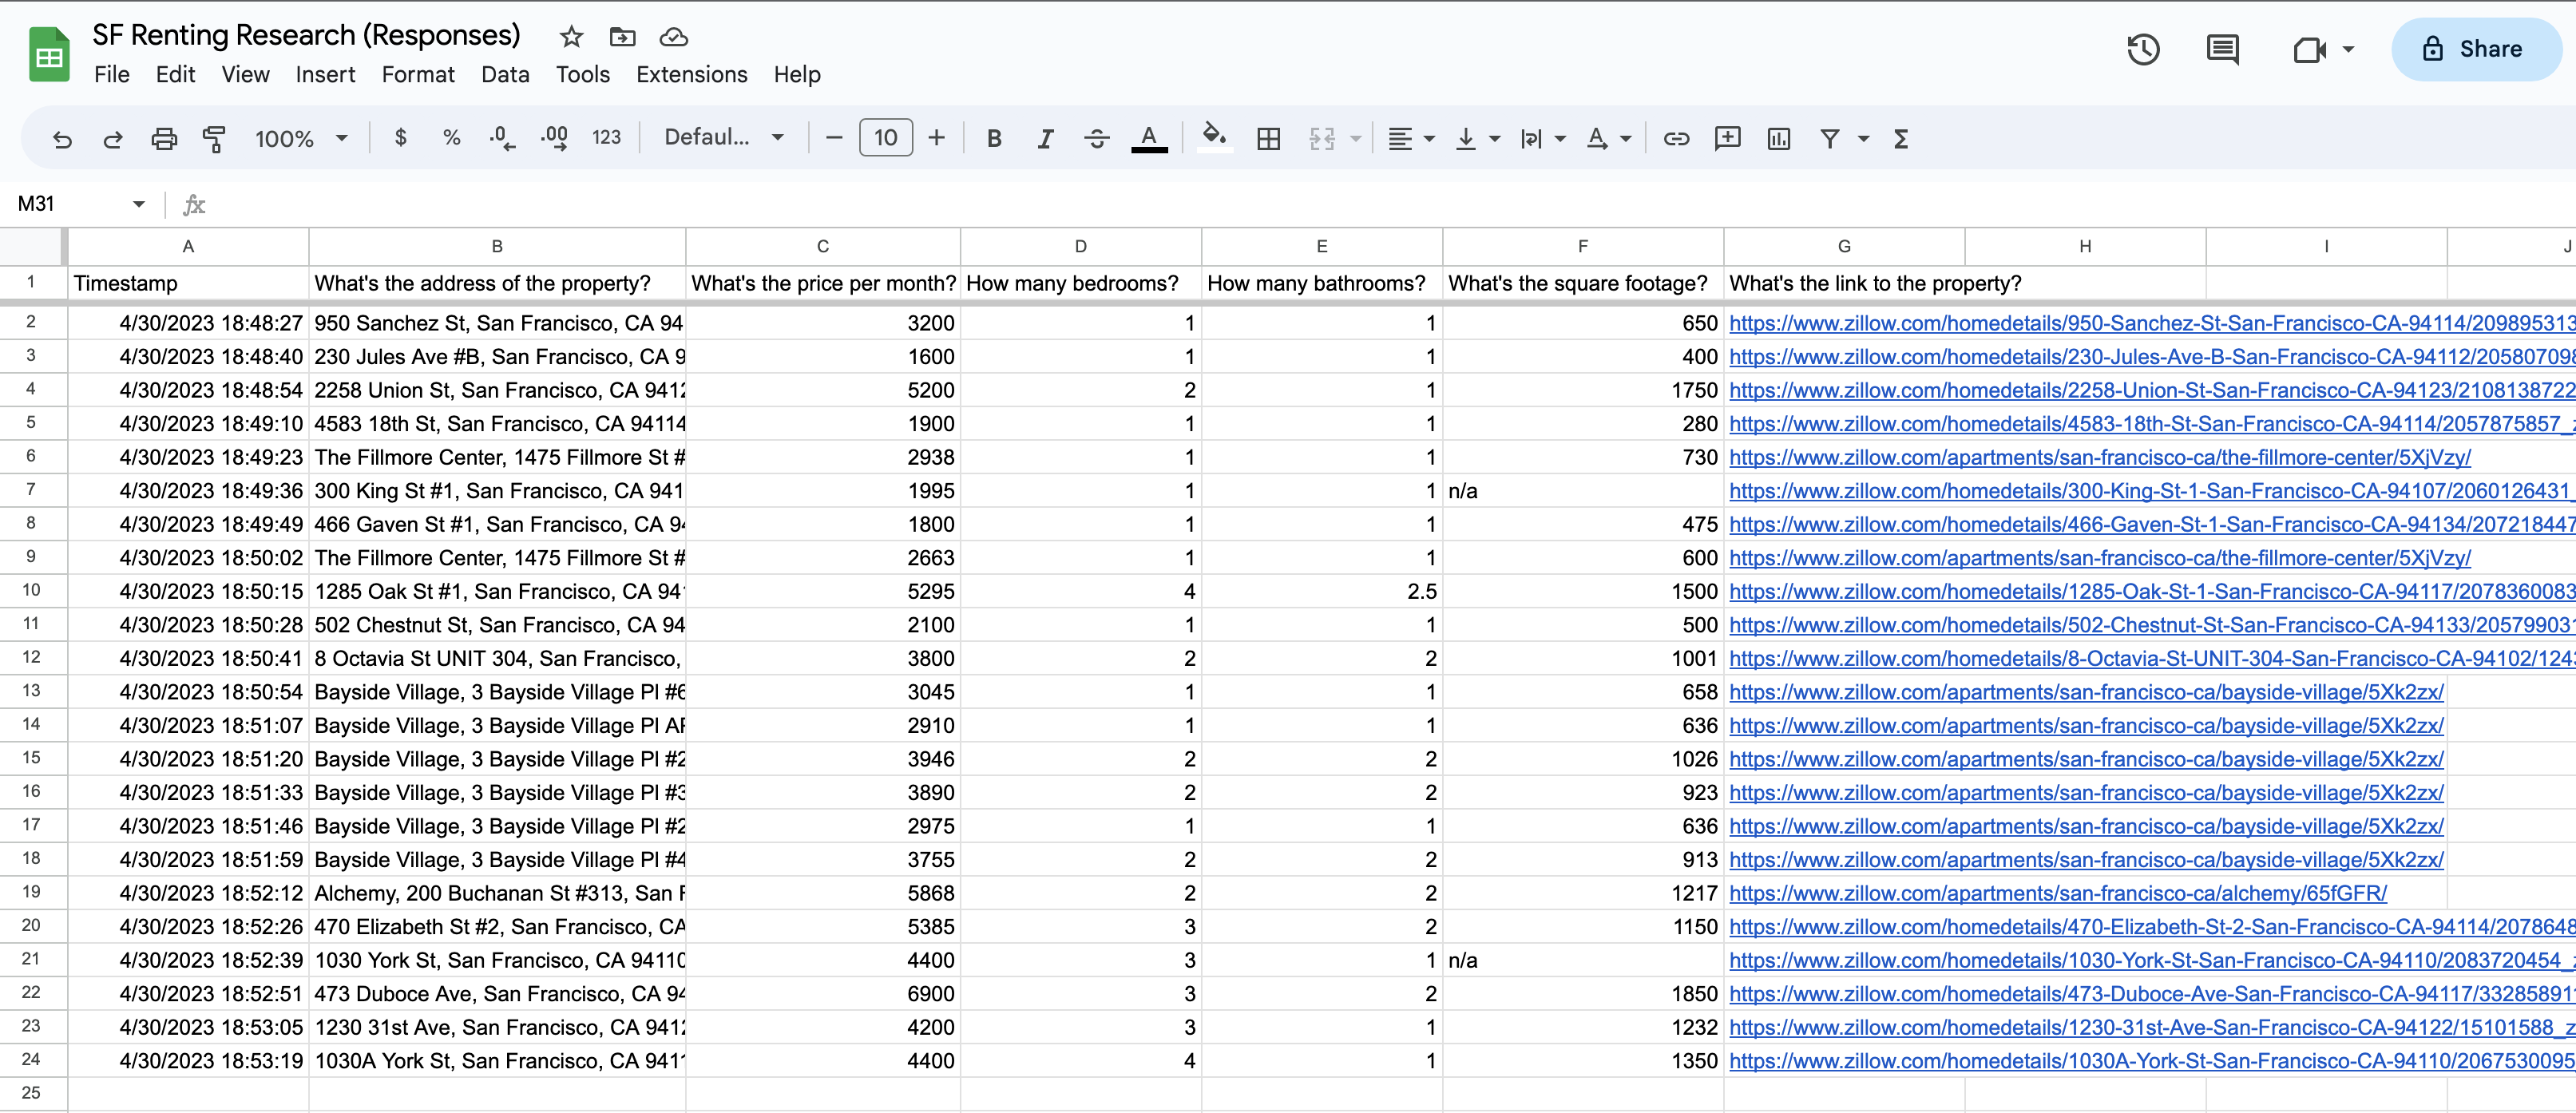 SF Renting Research (Responses)
File Edit View Insert Format Data Tools Extensions Help
Share
100% $ % .0 .00 123 Defaul... − 10 + B I A A Σ
M31 fx
A B C D E F G H I J
1 Timestamp What's the address of the property? What's the price per month? How many bedrooms? How many bathrooms? What's the square footage? What's the link to the property?
2 4/30/2023 18:48:27 950 Sanchez St, San Francisco, CA 94 3200 1 1 650 https://www.zillow.com/homedetails/950-Sanchez-St-San-Francisco-CA-94114/209895313
3 4/30/2023 18:48:40 230 Jules Ave #B, San Francisco, CA 9 1600 1 1 400 https://www.zillow.com/homedetails/230-Jules-Ave-B-San-Francisco-CA-94112/205807098
4 4/30/2023 18:48:54 2258 Union St, San Francisco, CA 9412 5200 2 1 1750 https://www.zillow.com/homedetails/2258-Union-St-San-Francisco-CA-94123/2108138722
5 4/30/2023 18:49:10 4583 18th St, San Francisco, CA 94114 1900 1 1 280 https://www.zillow.com/homedetails/4583-18th-St-San-Francisco-CA-94114/2057875857_z
6 4/30/2023 18:49:23 The Fillmore Center, 1475 Fillmore St # 2938 1 1 730 https://www.zillow.com/apartments/san-francisco-ca/the-fillmore-center/5XjVzy/
7 4/30/2023 18:49:36 300 King St #1, San Francisco, CA 941 1995 1 1 n/a https://www.zillow.com/homedetails/300-King-St-1-San-Francisco-CA-94107/2060126431_
8 4/30/2023 18:49:49 466 Gaven St #1, San Francisco, CA 94 1800 1 1 475 https://www.zillow.com/homedetails/466-Gaven-St-1-San-Francisco-CA-94134/207218447
9 4/30/2023 18:50:02 The Fillmore Center, 1475 Fillmore St # 2663 1 1 600 https://www.zillow.com/apartments/san-francisco-ca/the-fillmore-center/5XjVzy/
10 4/30/2023 18:50:15 1285 Oak St #1, San Francisco, CA 941 5295 4 2.5 1500 https://www.zillow.com/homedetails/1285-Oak-St-1-San-Francisco-CA-94117/2078360083
11 4/30/2023 18:50:28 502 Chestnut St, San Francisco, CA 94 2100 1 1 500 https://www.zillow.com/homedetails/502-Chestnut-St-San-Francisco-CA-94133/205799031
12 4/30/2023 18:50:41 8 Octavia St UNIT 304, San Francisco, 3800 2 2 1001 https://www.zillow.com/homedetails/8-Octavia-St-UNIT-304-San-Francisco-CA-94102/1243
13 4/30/2023 18:50:54 Bayside Village, 3 Bayside Village Pl #6 3045 1 1 658 https://www.zillow.com/apartments/san-francisco-ca/bayside-village/5Xk2zx/
14 4/30/2023 18:51:07 Bayside Village, 3 Bayside Village Pl AP 2910 1 1 636 https://www.zillow.com/apartments/san-francisco-ca/bayside-village/5Xk2zx/
15 4/30/2023 18:51:20 Bayside Village, 3 Bayside Village Pl #2 3946 2 2 1026 https://www.zillow.com/apartments/san-francisco-ca/bayside-village/5Xk2zx/
16 4/30/2023 18:51:33 Bayside Village, 3 Bayside Village Pl #3 3890 2 2 923 https://www.zillow.com/apartments/san-francisco-ca/bayside-village/5Xk2zx/
17 4/30/2023 18:51:46 Bayside Village, 3 Bayside Village Pl #2 2975 1 1 636 https://www.zillow.com/apartments/san-francisco-ca/bayside-village/5Xk2zx/
18 4/30/2023 18:51:59 Bayside Village, 3 Bayside Village Pl #4 3755 2 2 913 https://www.zillow.com/apartments/san-francisco-ca/bayside-village/5Xk2zx/
19 4/30/2023 18:52:12 Alchemy, 200 Buchanan St #313, San F 5868 2 2 1217 https://www.zillow.com/apartments/san-francisco-ca/alchemy/65fGFR/
20 4/30/2023 18:52:26 470 Elizabeth St #2, San Francisco, CA 5385 3 2 1150 https://www.zillow.com/homedetails/470-Elizabeth-St-2-San-Francisco-CA-94114/2078648
21 4/30/2023 18:52:39 1030 York St, San Francisco, CA 94110 4400 3 1 n/a https://www.zillow.com/homedetails/1030-York-St-San-Francisco-CA-94110/2083720454_z
22 4/30/2023 18:52:51 473 Duboce Ave, San Francisco, CA 94 6900 3 2 1850 https://www.zillow.com/homedetails/473-Duboce-Ave-San-Francisco-CA-94117/332858911
23 4/30/2023 18:53:05 1230 31st Ave, San Francisco, CA 9412 4200 3 1 1232 https://www.zillow.com/homedetails/1230-31st-Ave-San-Francisco-CA-94122/15101588_z
24 4/30/2023 18:53:19 1030A York St, San Francisco, CA 9411 4400 4 1 1350 https://www.zillow.com/homedetails/1030A-York-St-San-Francisco-CA-94110/2067530095
25